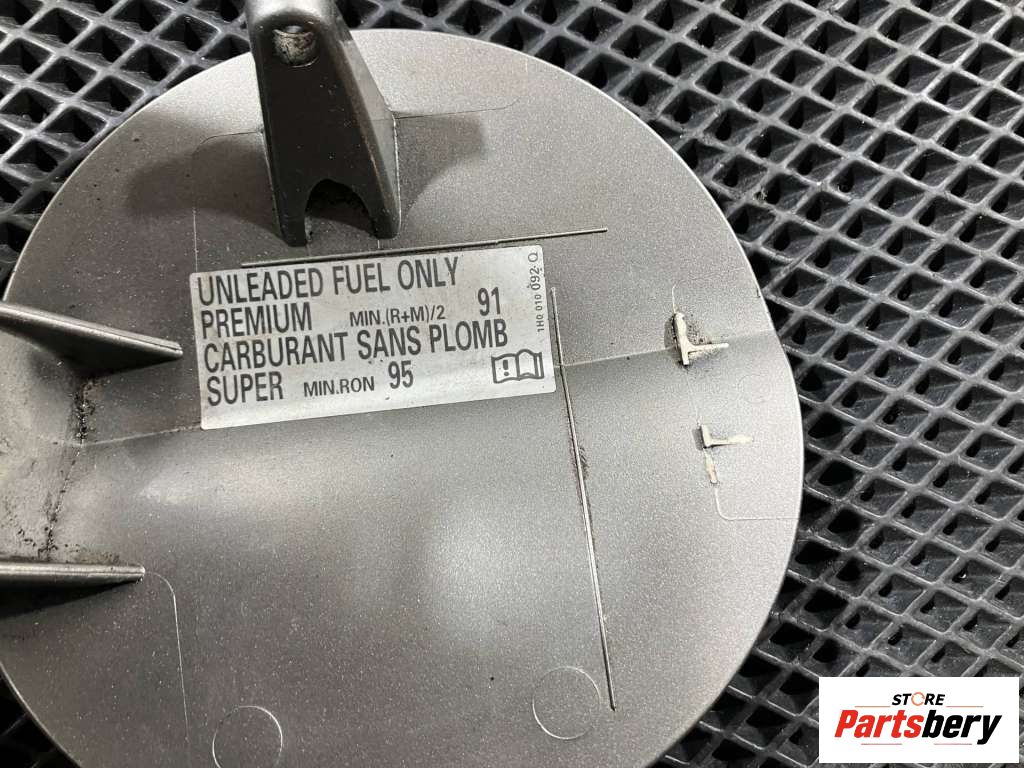 UNLEADED FUEL ONLY
PREMIUM MIN.(R+M)/2 91
CARBURANT SANS PLOMB
SUPER MIN.RON 95
1H0 010 092 Q
STORE
Partsbery